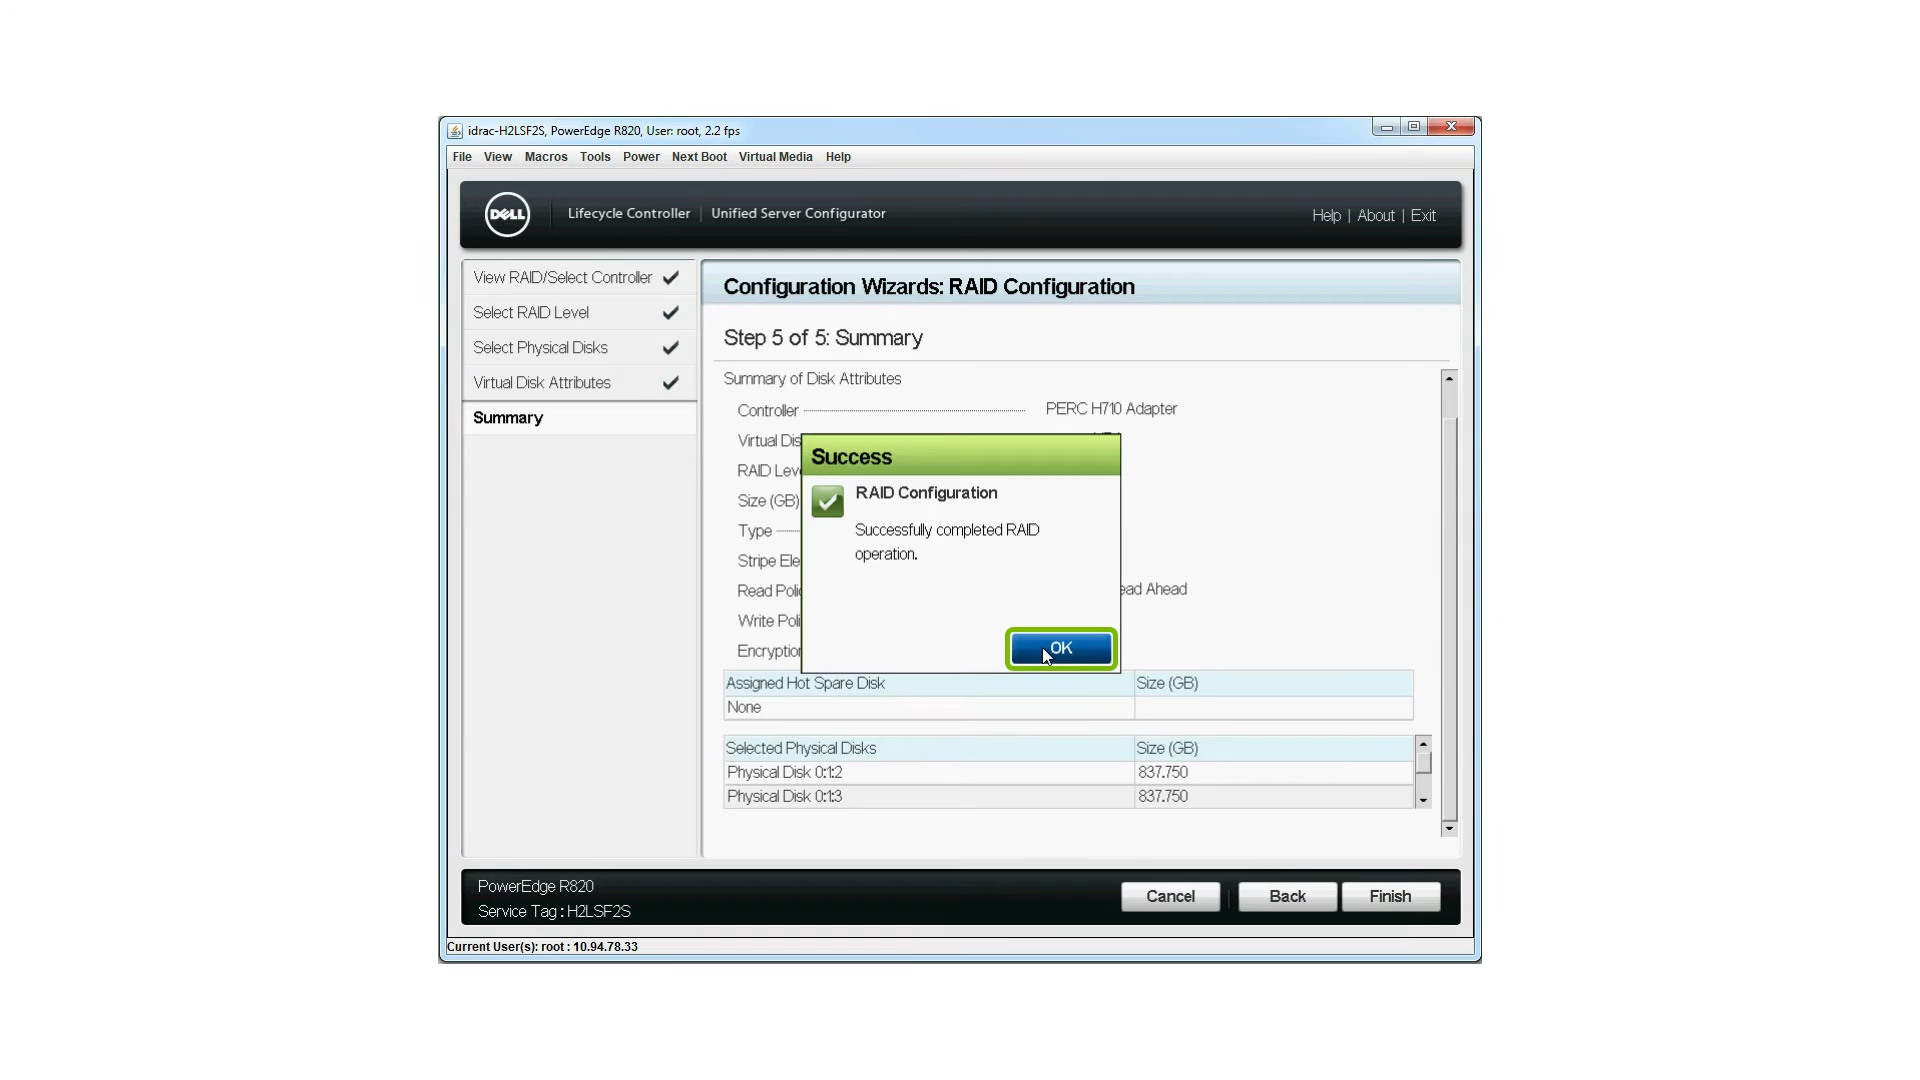 idrac-H2LSF2S, PowerEdge R820, User: root, 2.2 fps
File View Macros Tools Power Next Boot Virtual Media Help
DELL Lifecycle Controller | Unified Server Configurator
Help | About | Exit
View RAID/Select Controller
Select RAID Level
Select Physical Disks
Virtual Disk Attributes
Summary
Configuration Wizards: RAID Configuration
Step 5 of 5: Summary
Summary of Disk Attributes
Controller PERC H710 Adapter
Virtual Dis
RAID Leve
Size (GB)
Type
Stripe Ele
Read Polic ead Ahead
Write Poli
Encryption
Success
RAID Configuration
Successfully completed RAID
operation.
OK
Assigned Hot Spare Disk Size (GB)
None
Selected Physical Disks Size (GB)
Physical Disk 0:1:2 837.750
Physical Disk 0:1:3 837.750
PowerEdge R820
Service Tag : H2LSF2S
Cancel Back Finish
Current User(s): root : 10.94.78.33